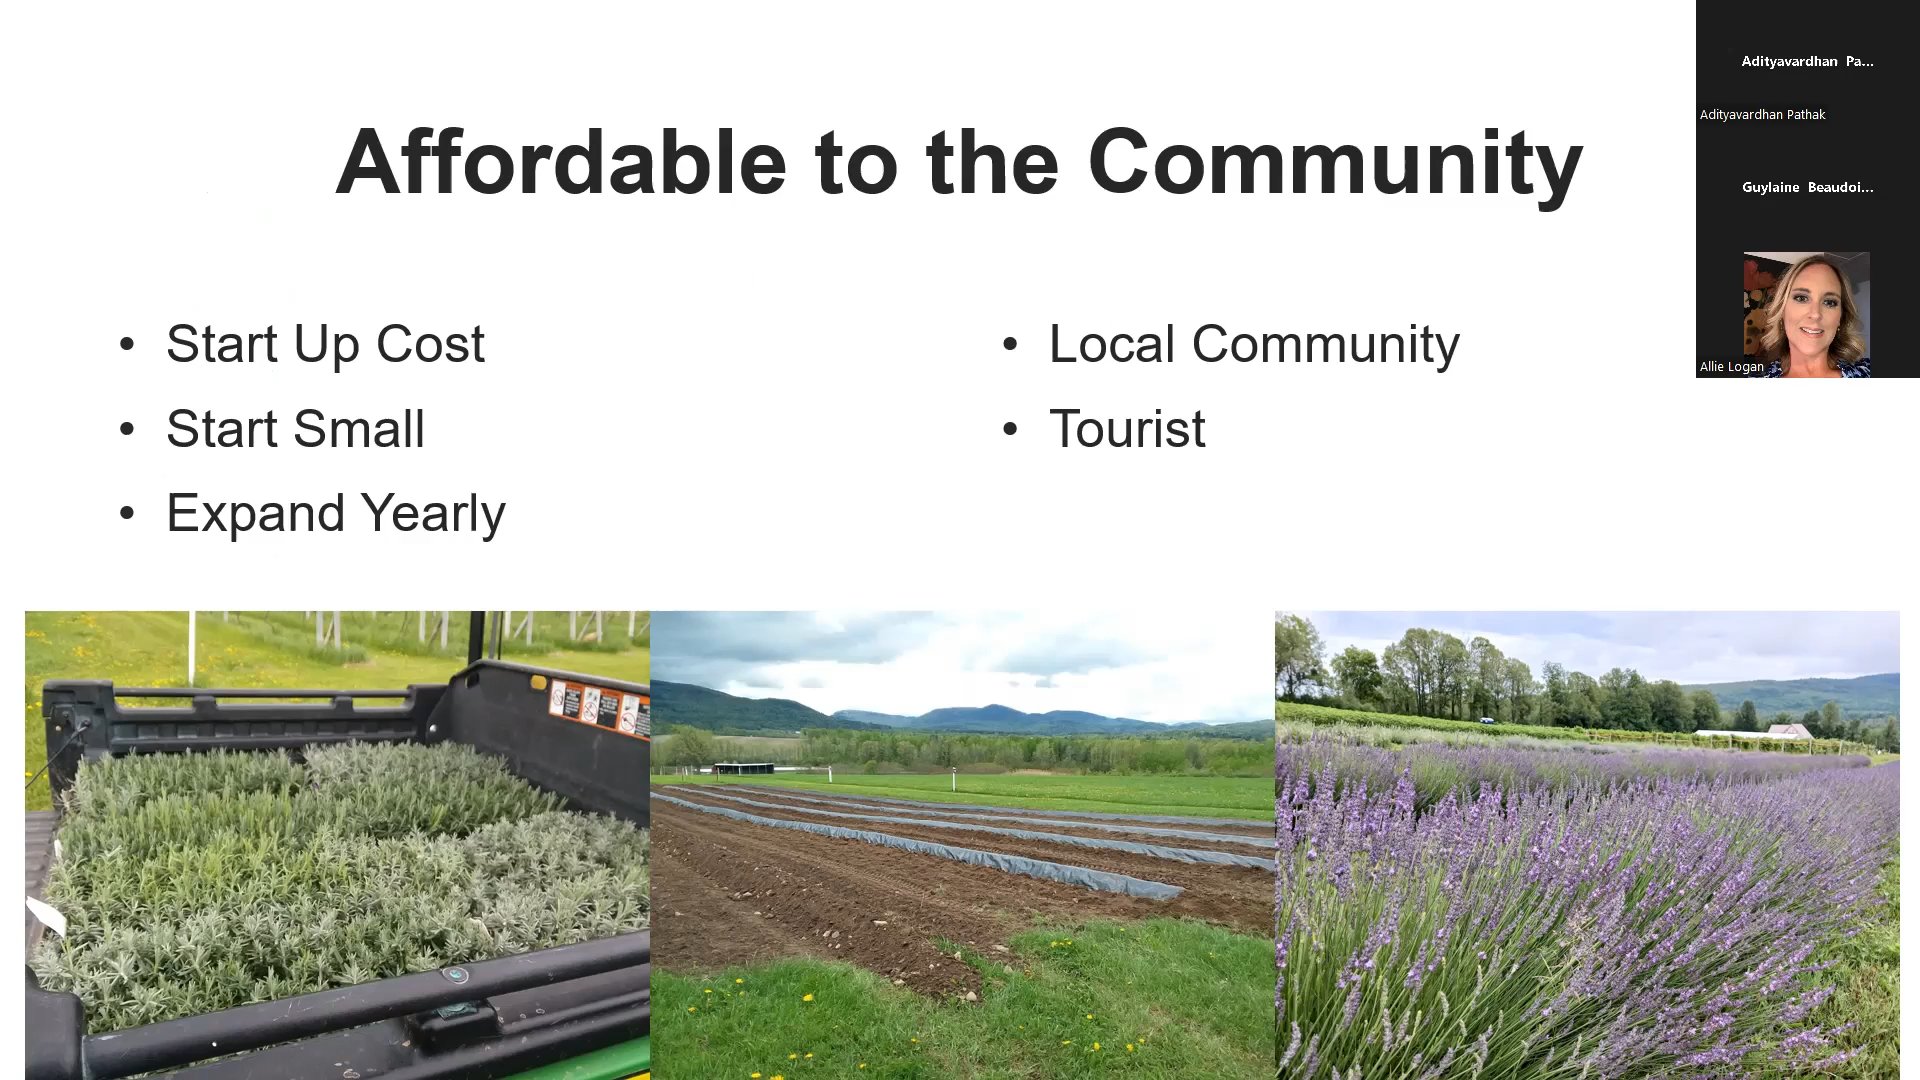 Affordable to the Community
• Start Up Cost
• Start Small
• Expand Yearly
• Local Community
• Tourist
Adityavardhan Pa...
Adityavardhan Pathak
Guylaine Beaudoi...
Allie Logan